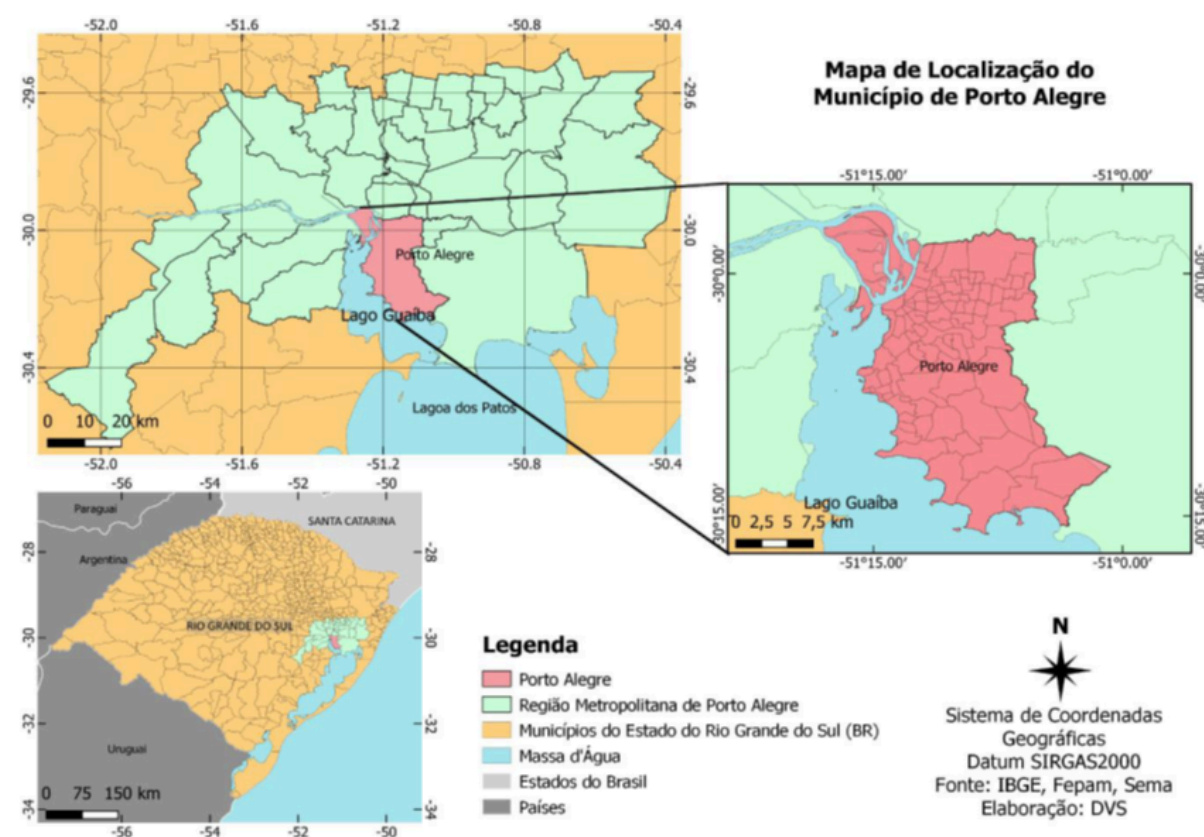 -52.0 -51.6 -51.2 -50.8 -50.4
-29.6 -29.6
-30.0 -30.0
Porto Alegre
Lago Guaíba
-30.4 -30.4
Lagoa dos Patos
0 10 20 km
-52.0 -51.6 -51.2 -50.8 -50.4
Mapa de Localização do
Município de Porto Alegre
-51°15.00' -51°0.00'
-30°0.00' -30°0.00'
Porto Alegre
Lago Guaíba
-30°15.00' -30°15.00'
0 2,5 5 7,5 km
-51°15.00' -51°0.00'
-56 -54 -52 -50
Paraguai
SANTA CATARINA
-28 -28
Argentina
RIO GRANDE DO SUL
-30 -30
-32 -32
Uruguai
0 75 150 km
-34 -34
-56 -54 -52 -50
Legenda
Porto Alegre
Região Metropolitana de Porto Alegre
Municípios do Estado do Rio Grande do Sul (BR)
Massa d'Água
Estados do Brasil
Países
N
Sistema de Coordenadas
Geográficas
Datum SIRGAS2000
Fonte: IBGE, Fepam, Sema
Elaboração: DVS